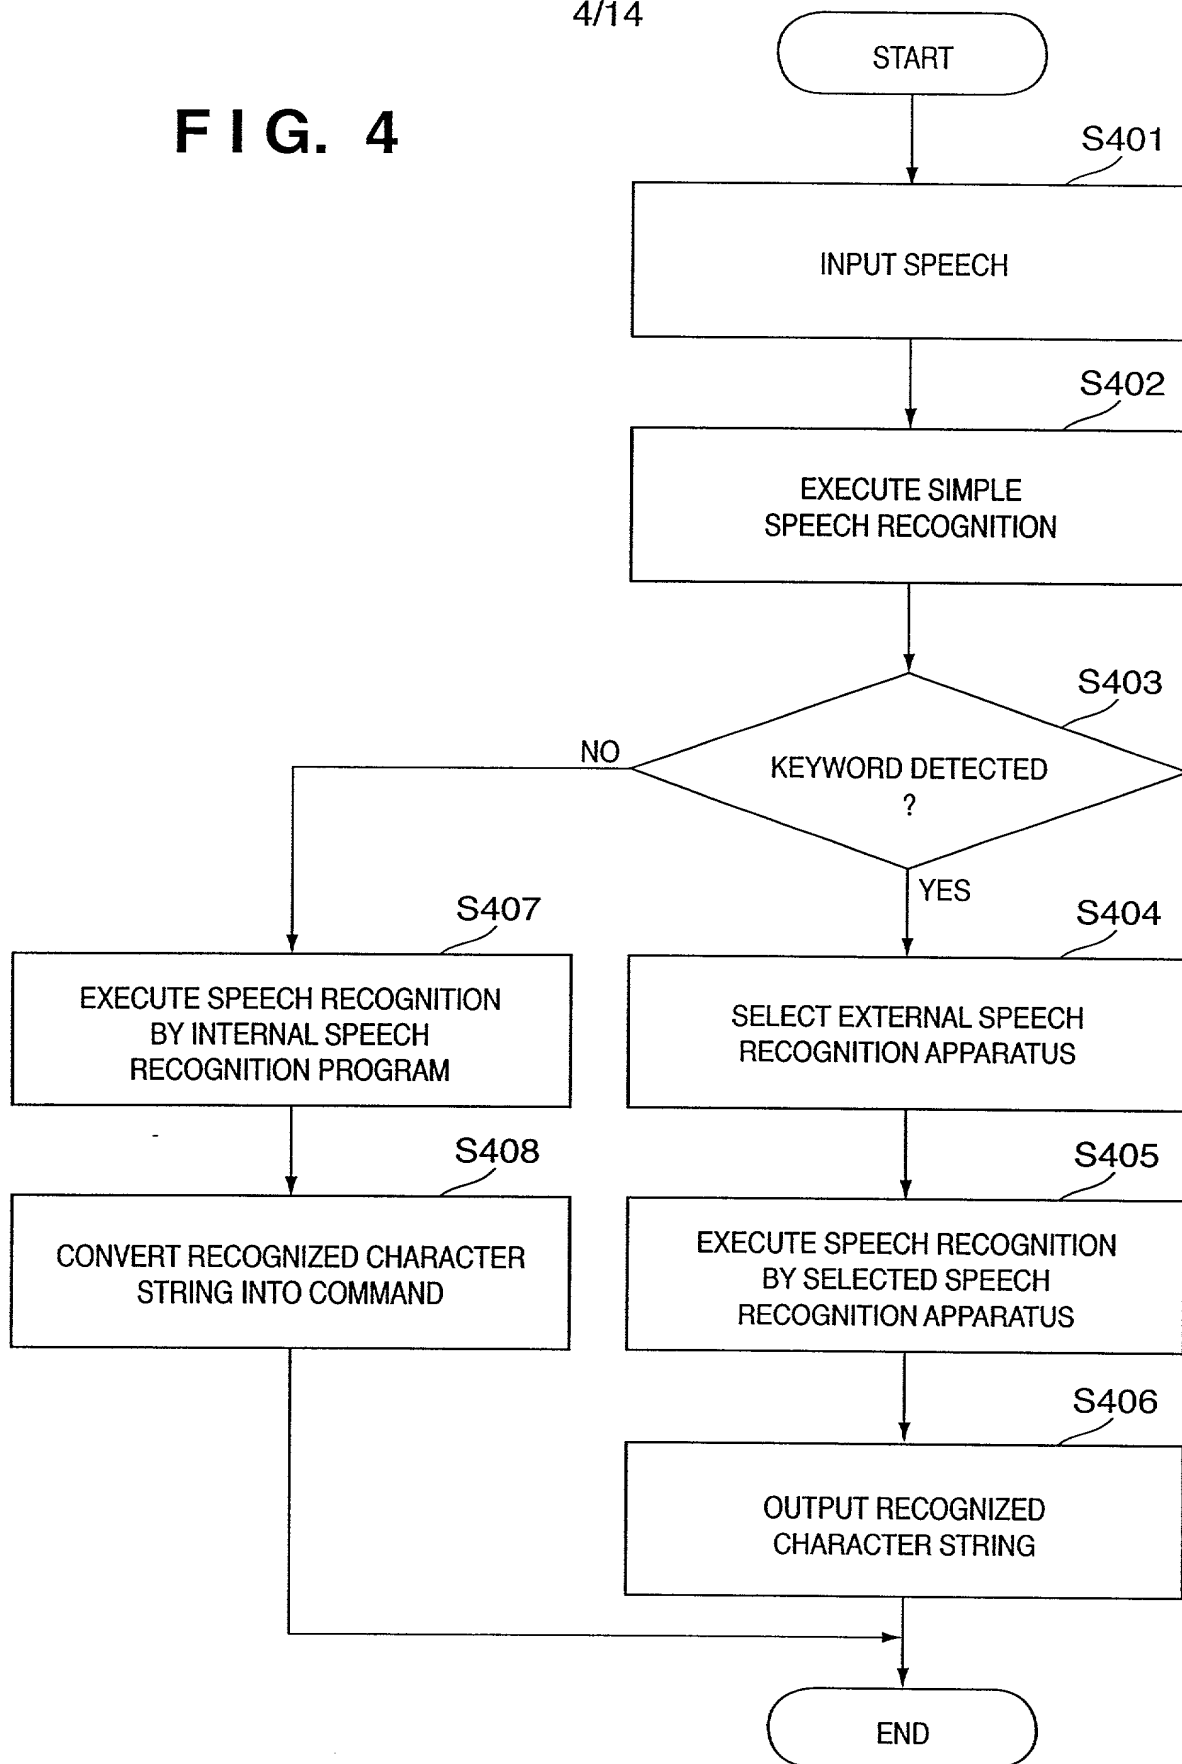 4/14
FIG. 4
START
S401
INPUT SPEECH
S402
EXECUTE SIMPLE
SPEECH RECOGNITION
S403
KEYWORD DETECTED
?
NO
YES
S407
EXECUTE SPEECH RECOGNITION
BY INTERNAL SPEECH
RECOGNITION PROGRAM
S404
SELECT EXTERNAL SPEECH
RECOGNITION APPARATUS
S408
CONVERT RECOGNIZED CHARACTER
STRING INTO COMMAND
S405
EXECUTE SPEECH RECOGNITION
BY SELECTED SPEECH
RECOGNITION APPARATUS
S406
OUTPUT RECOGNIZED
CHARACTER STRING
END